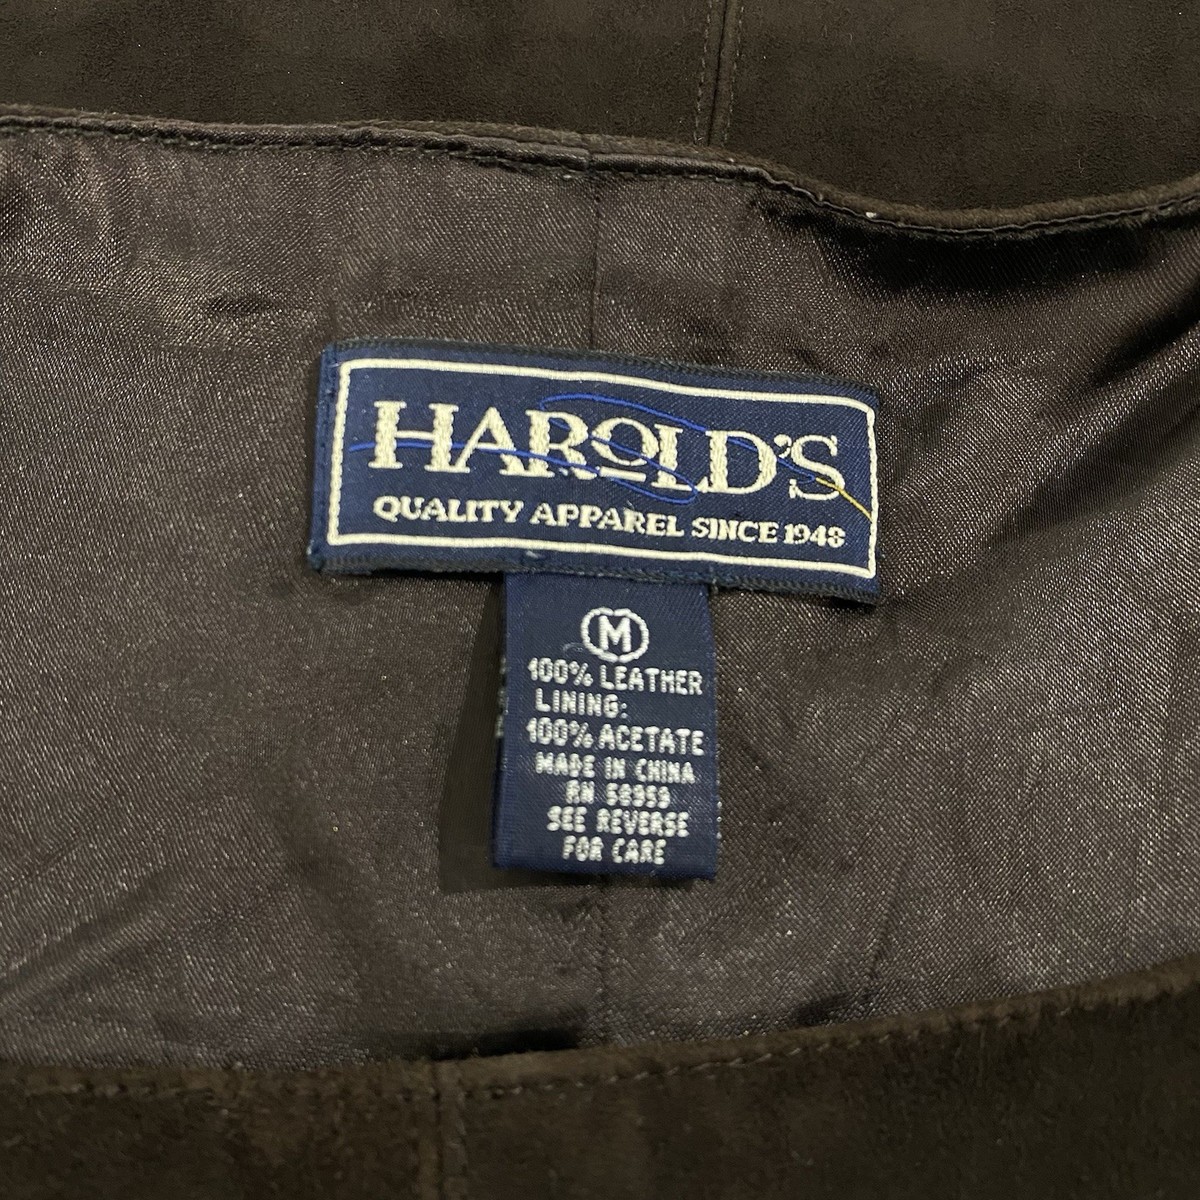 HAROLD'S
QUALITY APPAREL SINCE 1948
M
100% LEATHER
LINING:
100% ACETATE
MADE IN CHINA
RN 58959
SEE REVERSE
FOR CARE